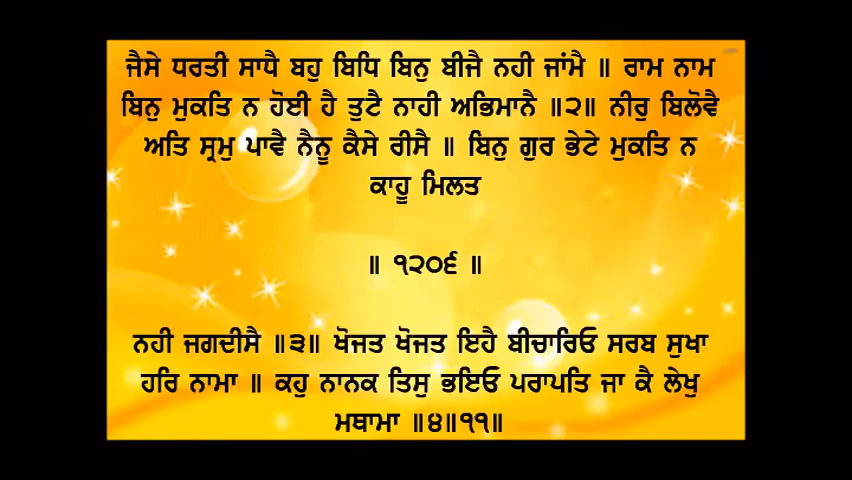 ਜੈਸੇ ਧਰਤੀ ਸਾਧੈ ਬਹੁ ਬਿਧਿ ਬਿਨੁ ਬੀਜੈ ਨਹੀ ਜਾਂਮੈ ॥ ਰਾਮ ਨਾਮ
ਬਿਨੁ ਮੁਕਤਿ ਨ ਹੋਈ ਹੈ ਤੁਟੈ ਨਾਹੀ ਅਭਿਮਾਨੈ ॥੨॥ ਨੀਰੁ ਬਿਲੋਵੈ
ਅਤਿ ਸ੍ਰਮੁ ਪਾਵੈ ਨੈਨੂ ਕੈਸੇ ਰੀਸੈ ॥ ਬਿਨੁ ਗੁਰ ਭੇਟੇ ਮੁਕਤਿ ਨ
ਕਾਹੂ ਮਿਲਤ
॥ ੧੨੦੬ ॥
ਨਹੀ ਜਗਦੀਸੈ ॥੩॥ ਖੋਜਤ ਖੋਜਤ ਇਹੈ ਬੀਚਾਰਿਓ ਸਰਬ ਸੁਖਾ
ਹਰਿ ਨਾਮਾ ॥ ਕਹੁ ਨਾਨਕ ਤਿਸੁ ਭਇਓ ਪਰਾਪਤਿ ਜਾ ਕੈ ਲੇਖੁ
ਮਥਾਮਾ ॥੪॥੧੧॥